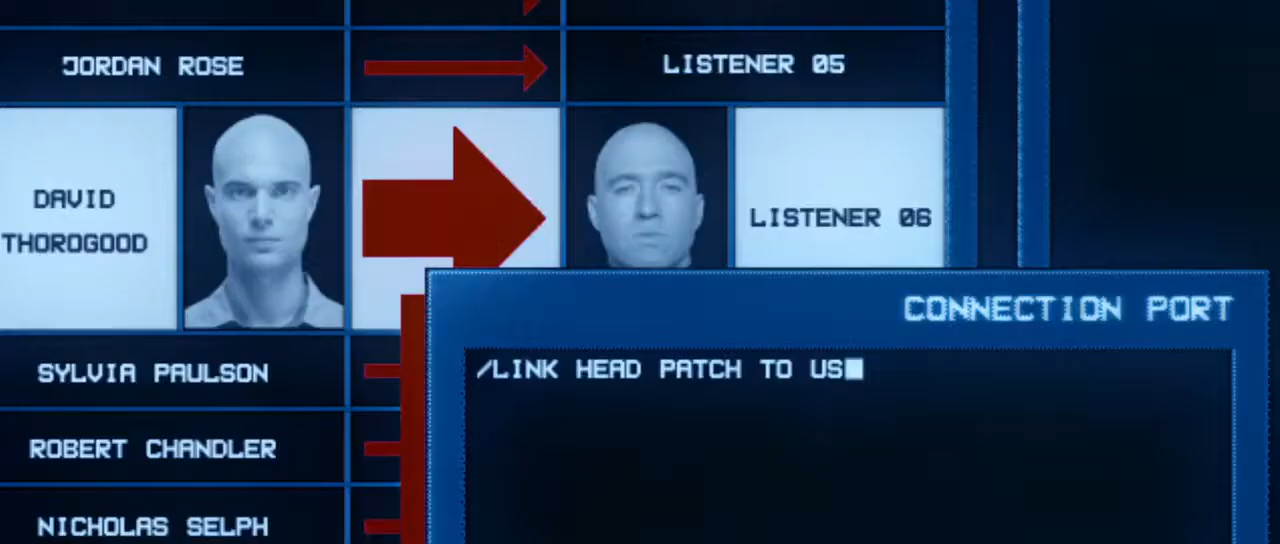 JORDAN ROSE
LISTENER 05
DAVID
THOROGOOD
LISTENER 06
CONNECTION PORT
/LINK HEAD PATCH TO US
SYLVIA PAULSON
ROBERT CHANDLER
NICHOLAS SELPH